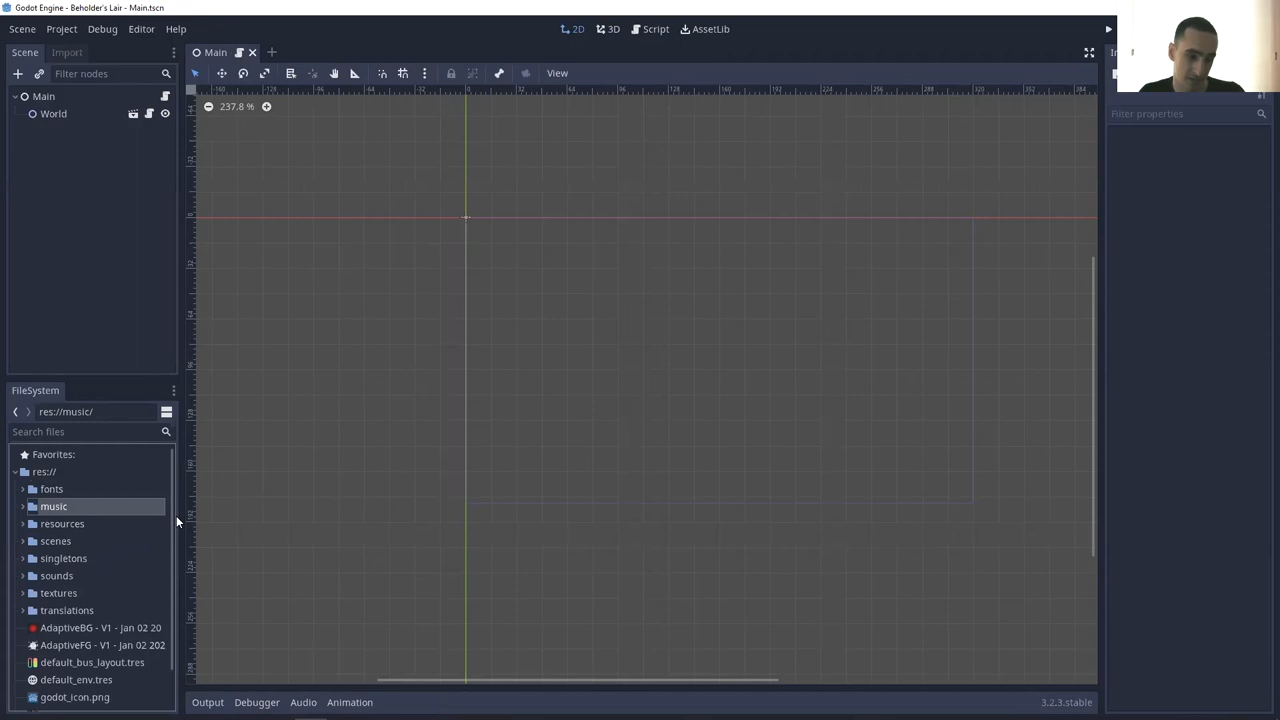 Godot Engine - Beholder's Lair - Main.tscn
Scene Project Debug Editor Help
2D 3D Script AssetLib
Scene Import
Main
Filter nodes
View
Main
World
237.8 %
Filter properties
FileSystem
res://music/
Search files
Favorites:
res://
fonts
music
resources
scenes
singletons
sounds
textures
translations
AdaptiveBG - V1 - Jan 02 20
AdaptiveFG - V1 - Jan 02 202
default_bus_layout.tres
default_env.tres
godot_icon.png
Output Debugger Audio Animation
3.2.3.stable